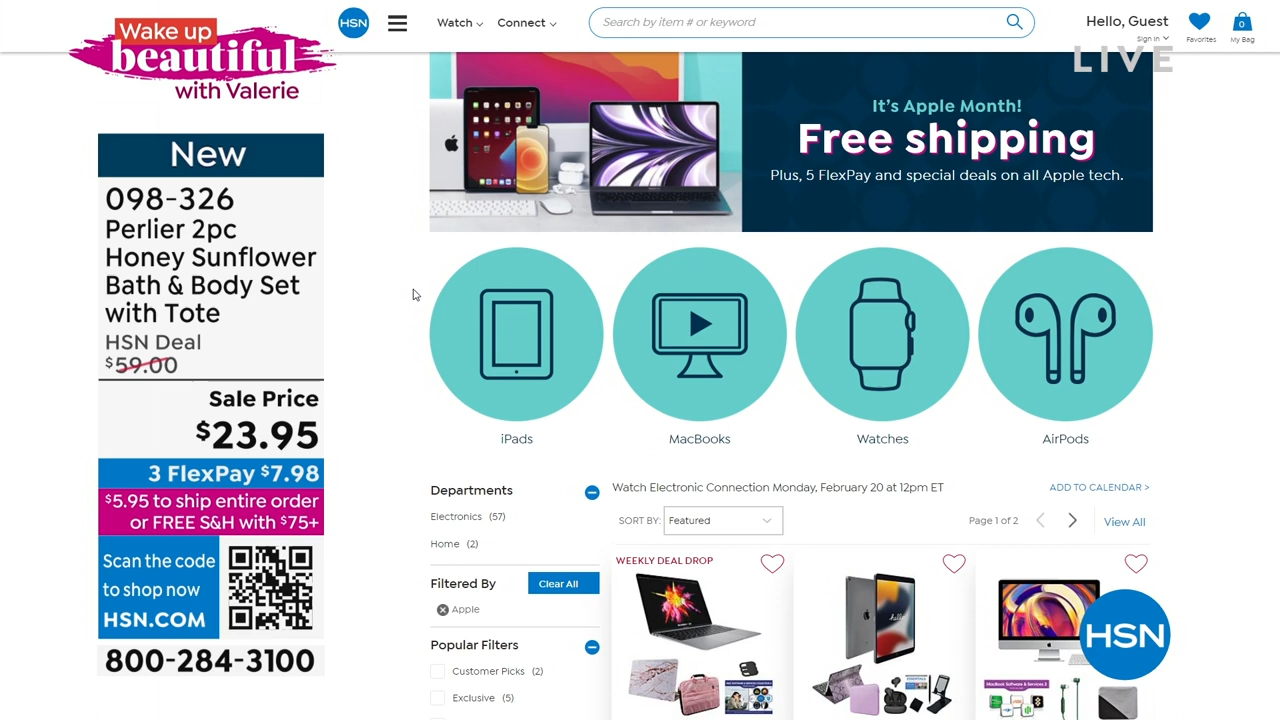 Wake up
beautiful
with Valerie
New
098-326
Perlier 2pc
Honey Sunflower
Bath & Body Set
with Tote
HSN Deal
$59.00
Sale Price
$23.95
3 FlexPay $7.98
$5.95 to ship entire order
or FREE S&H with $75+
Scan the code
to shop now
HSN.COM
800-284-3100
HSN
Watch
Connect
Search by item # or keyword
Hello, Guest
Sign In
Favorites
0
My Bag
LIVE
It's Apple Month!
Free shipping
Plus, 5 FlexPay and special deals on all Apple tech.
iPads
MacBooks
Watches
AirPods
Departments
Electronics (57)
Home (2)
Filtered By
Clear All
Apple
Popular Filters
Customer Picks (2)
Exclusive (5)
Watch Electronic Connection Monday, February 20 at 12pm ET
ADD TO CALENDAR >
SORT BY:
Featured
Page 1 of 2
View All
WEEKLY DEAL DROP
hello
MacBook Software & Services 2
HSN